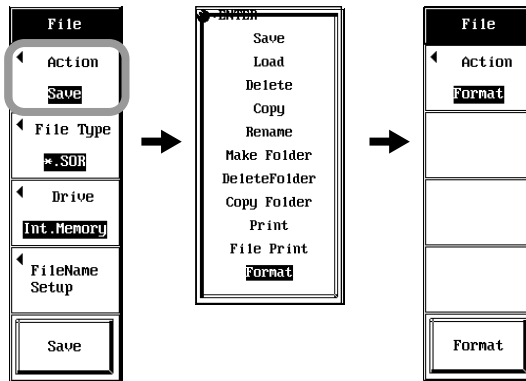 File
Action
Save
File Type
*.SOR
Drive
Int.Memory
FileName
Setup
Save
ENTER
Save
Load
Delete
Copy
Rename
Make Folder
DeleteFolder
Copy Folder
Print
File Print
Format
File
Action
Format
Format